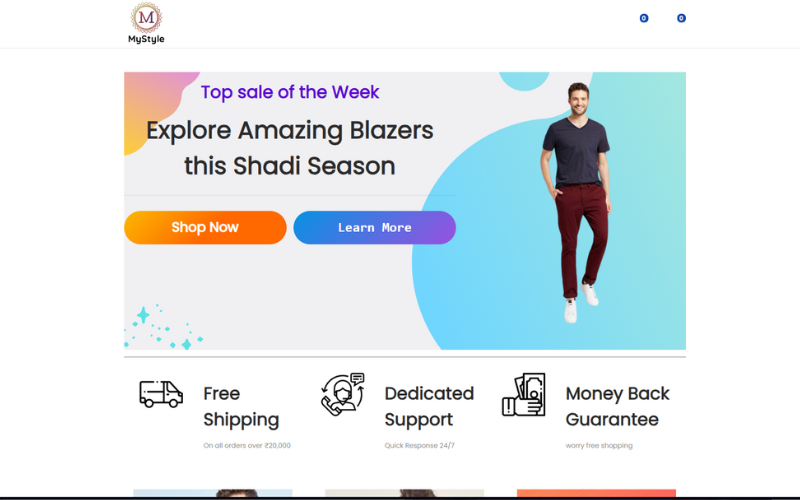 M
MyStyle
0 0
Top sale of the Week
Explore Amazing Blazers
this Shadi Season
Shop Now
Learn More
Free
Shipping
On all orders over ₹20,000
Dedicated
Support
Quick Response 24/7
Money Back
Guarantee
worry free shopping